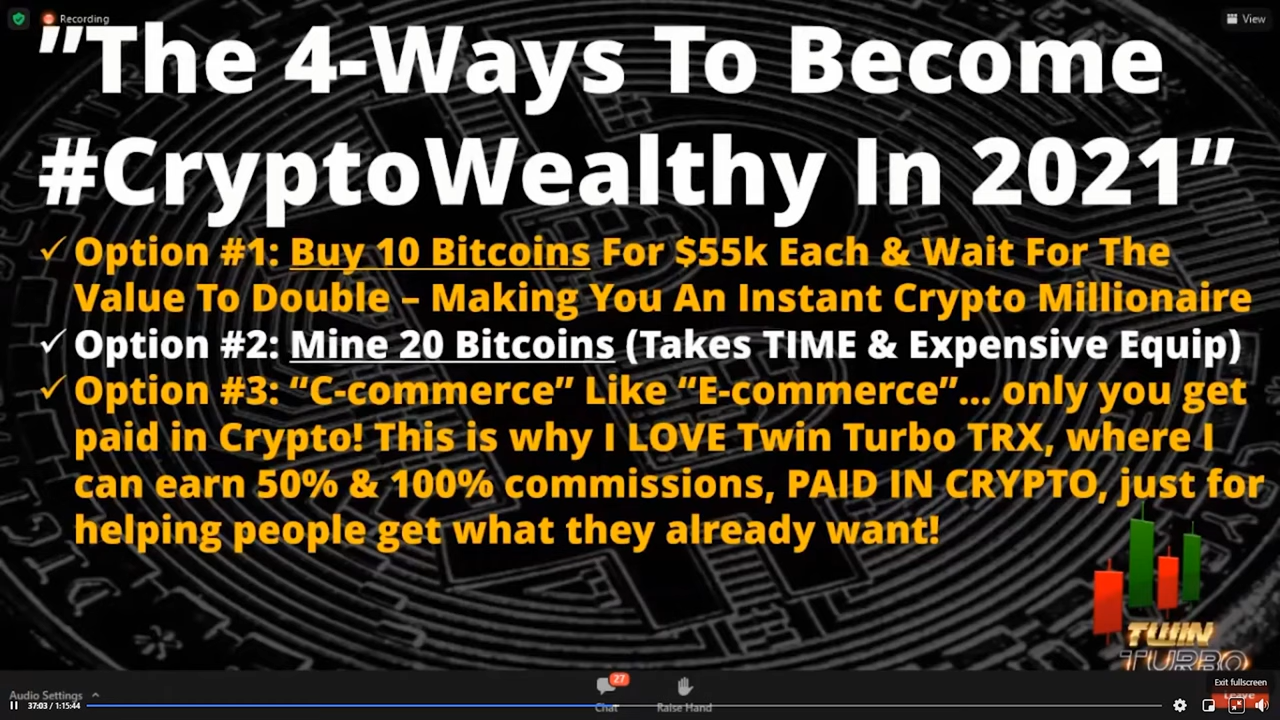 Recording
View
"The 4-Ways To Become
#CryptoWealthy In 2021"
✓ Option #1: Buy 10 Bitcoins For $55k Each & Wait For The
Value To Double – Making You An Instant Crypto Millionaire
✓ Option #2: Mine 20 Bitcoins (Takes TIME & Expensive Equip)
✓ Option #3: “C-commerce” Like “E-commerce”... only you get
paid in Crypto! This is why I LOVE Twin Turbo TRX, where I
can earn 50% & 100% commissions, PAID IN CRYPTO, just for
helping people get what they already want!
TWIN
TURBO
Exit fullscreen
Audio Settings
27
Chat
Raise Hand
Leave
37:03 / 1:15:44